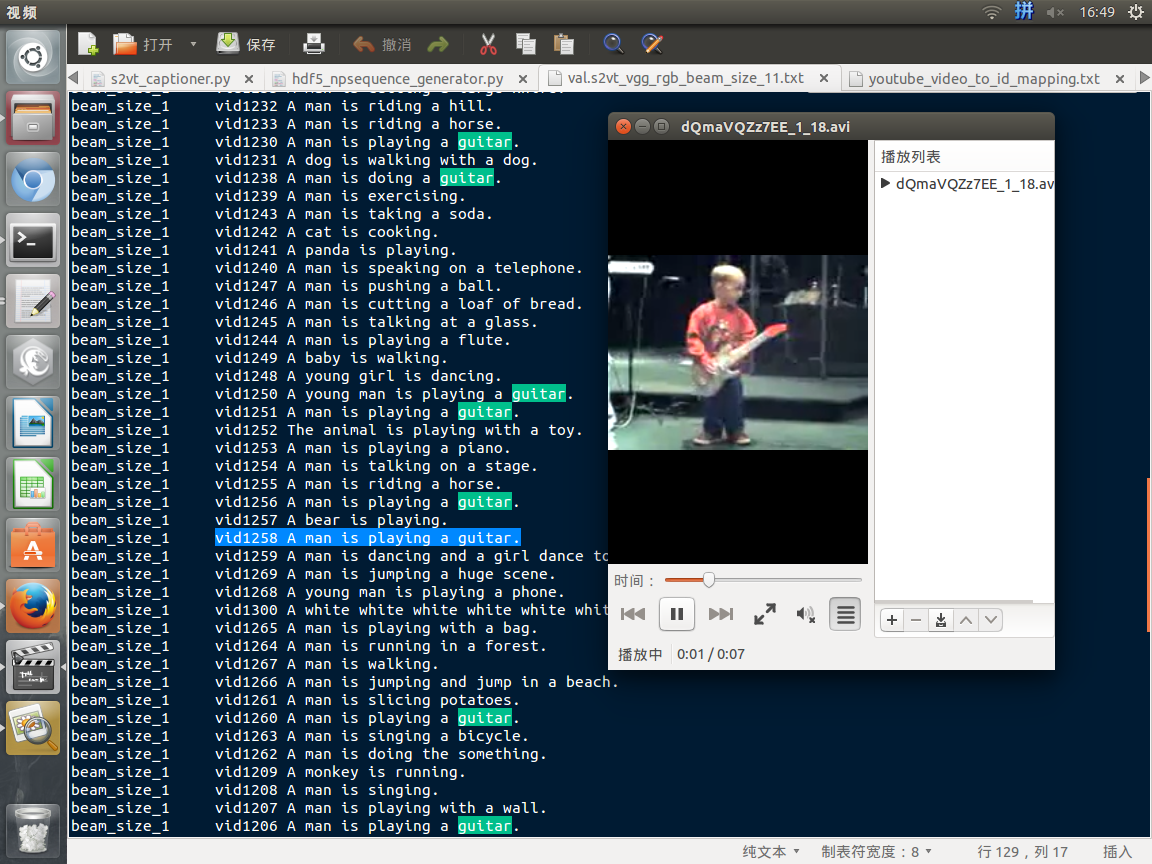 视频
16:49
打开
保存
撤消
s2vt_captioner.py
hdf5_npsequence_generator.py
val.s2vt_vgg_rgb_beam_size_11.txt
youtube_video_to_id_mapping.txt
beam_size_1 vid1232 A man is riding a hill.
beam_size_1 vid1233 A man is riding a horse.
beam_size_1 vid1230 A man is playing a guitar.
beam_size_1 vid1231 A dog is walking with a dog.
beam_size_1 vid1238 A man is doing a guitar.
beam_size_1 vid1239 A man is exercising.
beam_size_1 vid1243 A man is taking a soda.
beam_size_1 vid1242 A cat is cooking.
beam_size_1 vid1241 A panda is playing.
beam_size_1 vid1240 A man is speaking on a telephone.
beam_size_1 vid1247 A man is pushing a ball.
beam_size_1 vid1246 A man is cutting a loaf of bread.
beam_size_1 vid1245 A man is talking at a glass.
beam_size_1 vid1244 A man is playing a flute.
beam_size_1 vid1249 A baby is walking.
beam_size_1 vid1248 A young girl is dancing.
beam_size_1 vid1250 A young man is playing a guitar.
beam_size_1 vid1251 A man is playing a guitar.
beam_size_1 vid1252 The animal is playing with a toy.
beam_size_1 vid1253 A man is playing a piano.
beam_size_1 vid1254 A man is talking on a stage.
beam_size_1 vid1255 A man is riding a horse.
beam_size_1 vid1256 A man is playing a guitar.
beam_size_1 vid1257 A bear is playing.
beam_size_1 vid1258 A man is playing a guitar.
beam_size_1 vid1259 A man is dancing and a girl dance to
beam_size_1 vid1269 A man is jumping a huge scene.
beam_size_1 vid1268 A young man is playing a phone.
beam_size_1 vid1300 A white white white white white whit
beam_size_1 vid1265 A man is playing with a bag.
beam_size_1 vid1264 A man is running in a forest.
beam_size_1 vid1267 A man is walking.
beam_size_1 vid1266 A man is jumping and jump in a beach.
beam_size_1 vid1261 A man is slicing potatoes.
beam_size_1 vid1260 A man is playing a guitar.
beam_size_1 vid1263 A man is singing a bicycle.
beam_size_1 vid1262 A man is doing the something.
beam_size_1 vid1209 A monkey is running.
beam_size_1 vid1208 A man is singing.
beam_size_1 vid1207 A man is playing with a wall.
beam_size_1 vid1206 A man is playing a guitar.
dQmaVQZz7EE_1_18.avi
播放列表
dQmaVQZz7EE_1_18.av
时间：
播放中 0:01 / 0:07
纯文本
制表符宽度：8
行 129，列 17
插入